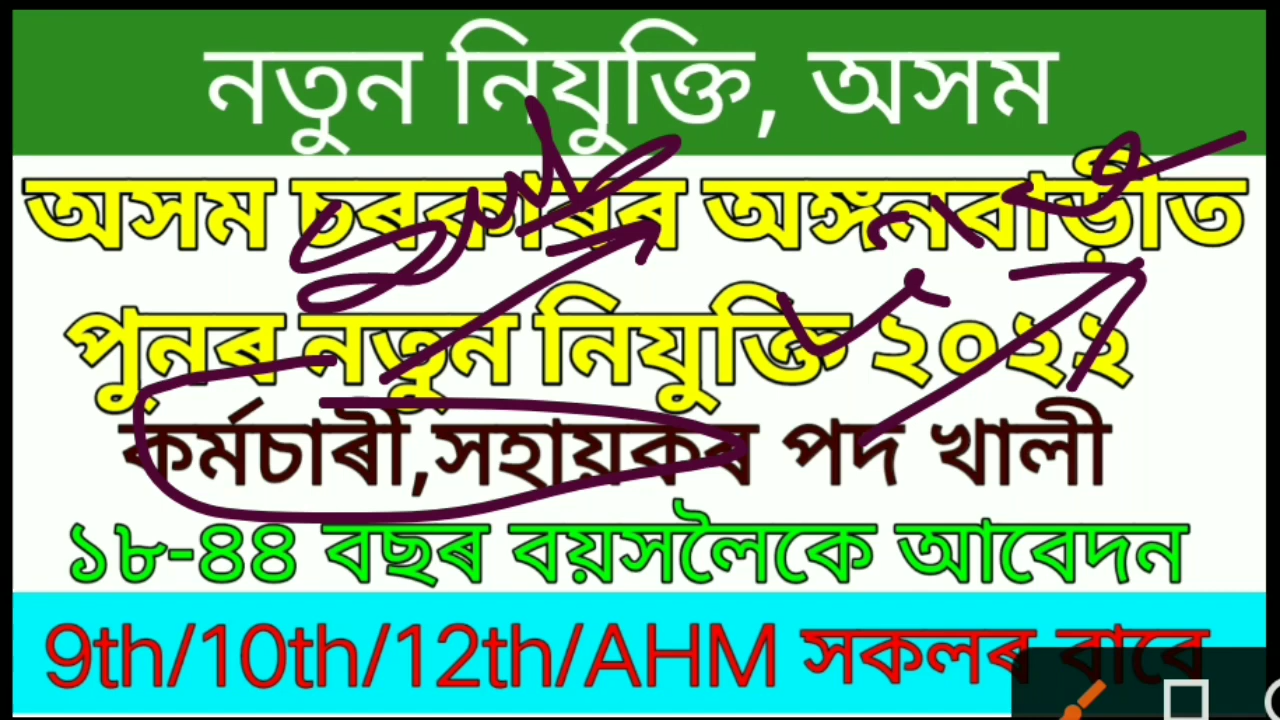 নতুন নিযুক্তি, অসম
অসম চৰকাৰৰ অঙ্গনবাড়ীত
পুনৰ নতুন নিযুক্তি ২০২২
কৰ্মচাৰী,সহায়কৰ পদ খালী
১৮-৪৪ বছৰ বয়সলৈকে আবেদন
9th/10th/12th/AHM সকলৰ বাবে